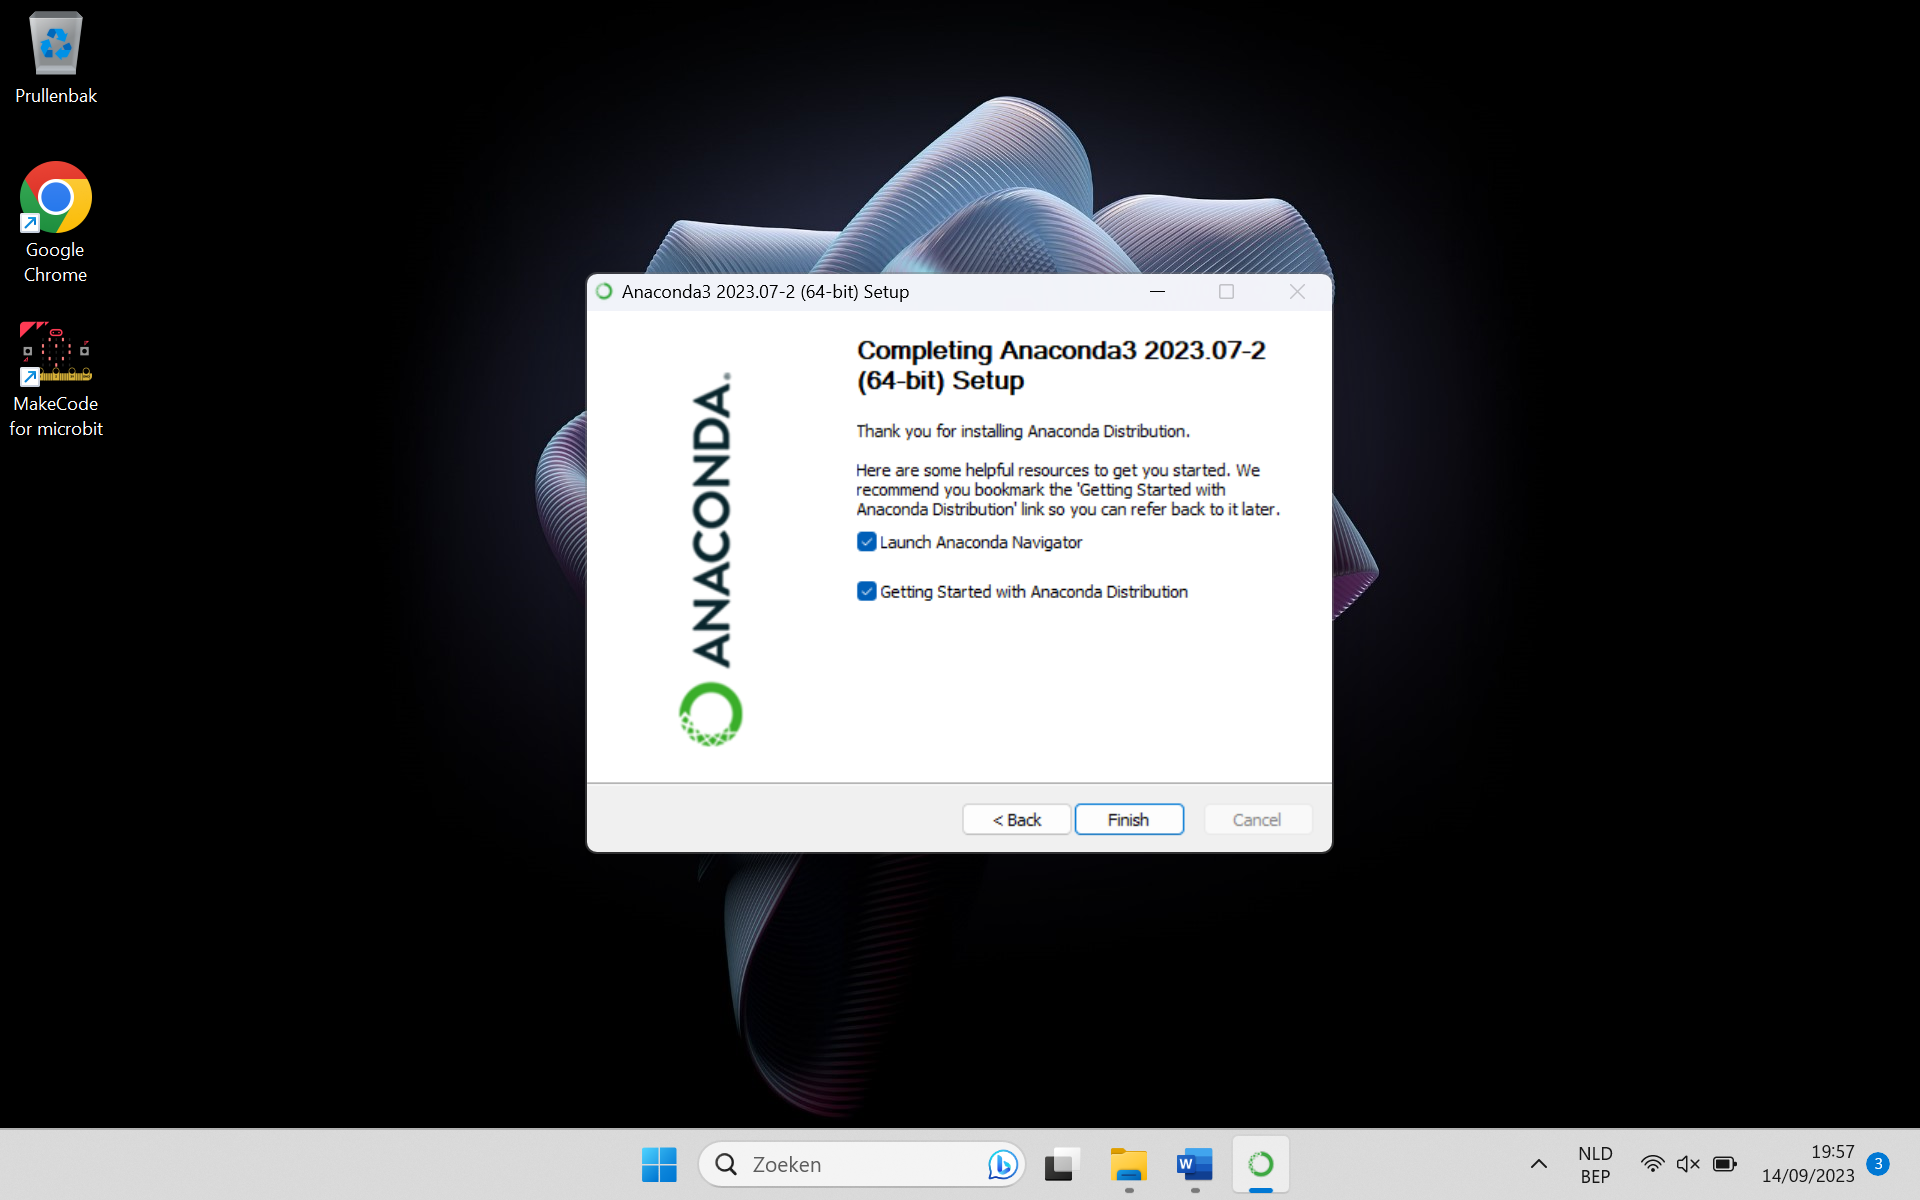 Prullenbak
Google
Chrome
MakeCode
for microbit
Anaconda3 2023.07-2 (64-bit) Setup
ANACONDA.
Completing Anaconda3 2023.07-2
(64-bit) Setup
Thank you for installing Anaconda Distribution.
Here are some helpful resources to get you started. We
recommend you bookmark the 'Getting Started with
Anaconda Distribution' link so you can refer back to it later.
Launch Anaconda Navigator
Getting Started with Anaconda Distribution
< Back
Finish
Cancel
Zoeken
W
NLD
BEP
19:57
14/09/2023
3